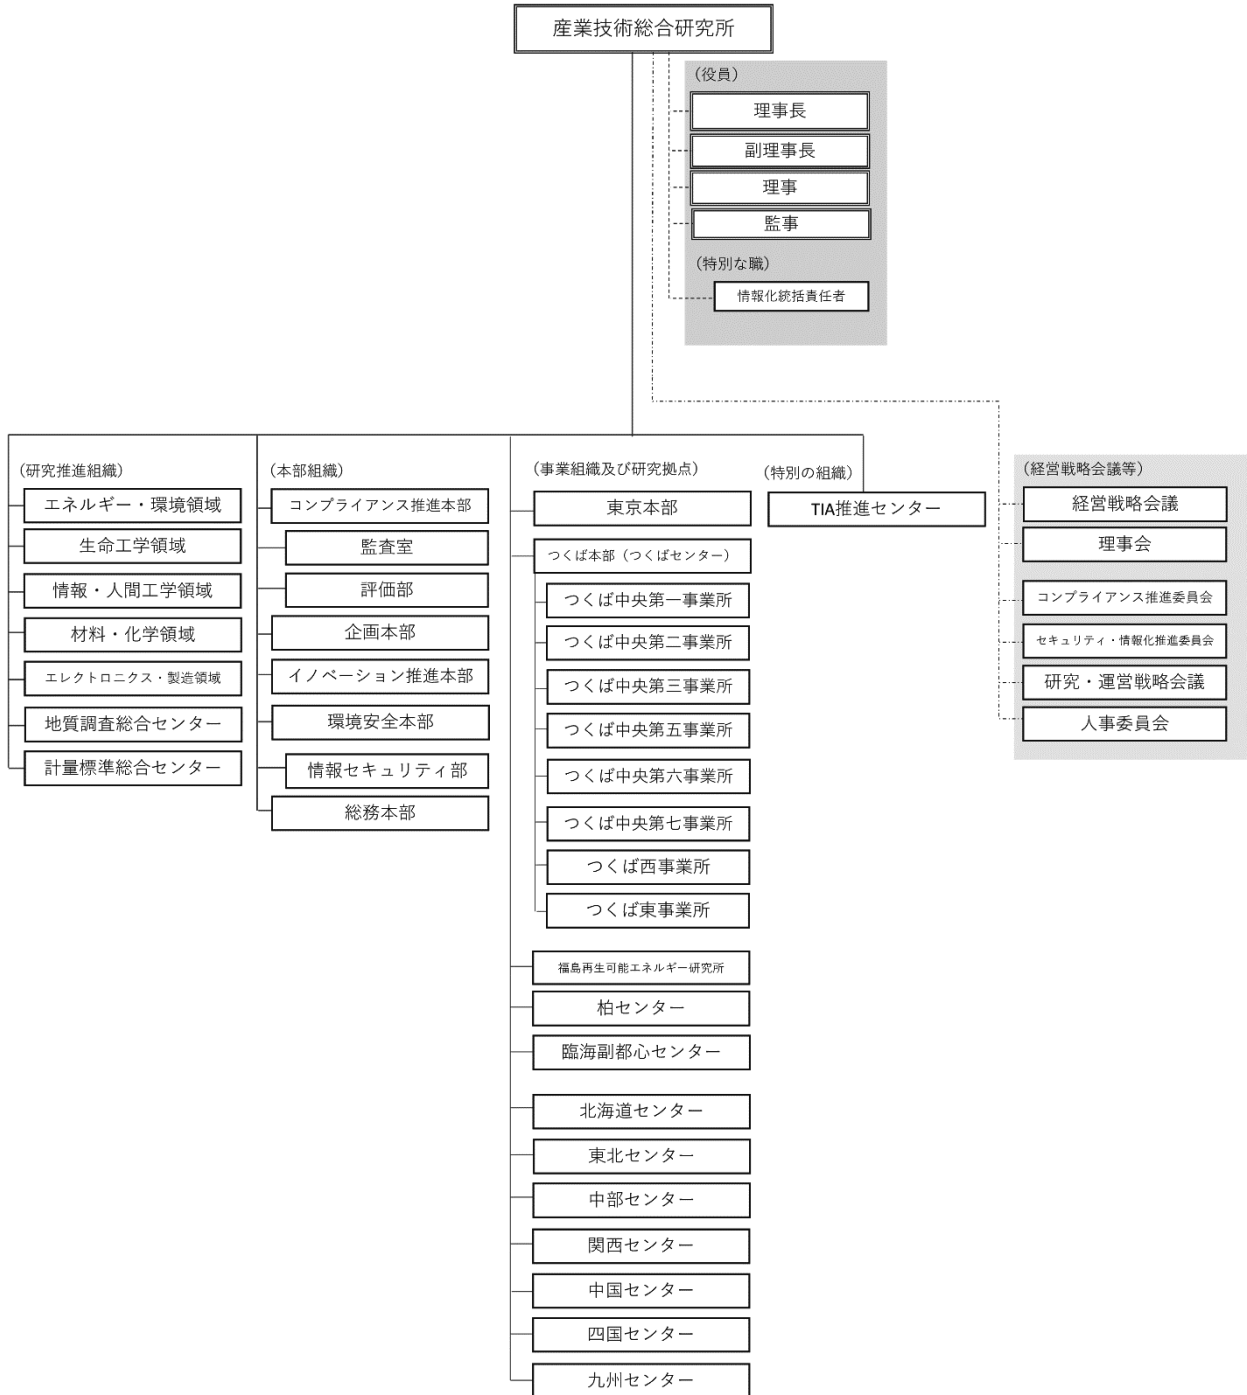 産業技術総合研究所
（役員）
理事長
副理事長
理事
監事
（特別な職）
情報化統括責任者
（研究推進組織）
エネルギー・環境領域
生命工学領域
情報・人間工学領域
材料・化学領域
エレクトロニクス・製造領域
地質調査総合センター
計量標準総合センター
（本部組織）
コンプライアンス推進本部
監査室
評価部
企画本部
イノベーション推進本部
環境安全本部
情報セキュリティ部
総務本部
（事業組織及び研究拠点）
東京本部
つくば本部（つくばセンター）
つくば中央第一事業所
つくば中央第二事業所
つくば中央第三事業所
つくば中央第五事業所
つくば中央第六事業所
つくば中央第七事業所
つくば西事業所
つくば東事業所
福島再生可能エネルギー研究所
柏センター
臨海副都心センター
北海道センター
東北センター
中部センター
関西センター
中国センター
四国センター
九州センター
（特別の組織）
TIA推進センター
（経営戦略会議等）
経営戦略会議
理事会
コンプライアンス推進委員会
セキュリティ・情報化推進委員会
研究・運営戦略会議
人事委員会